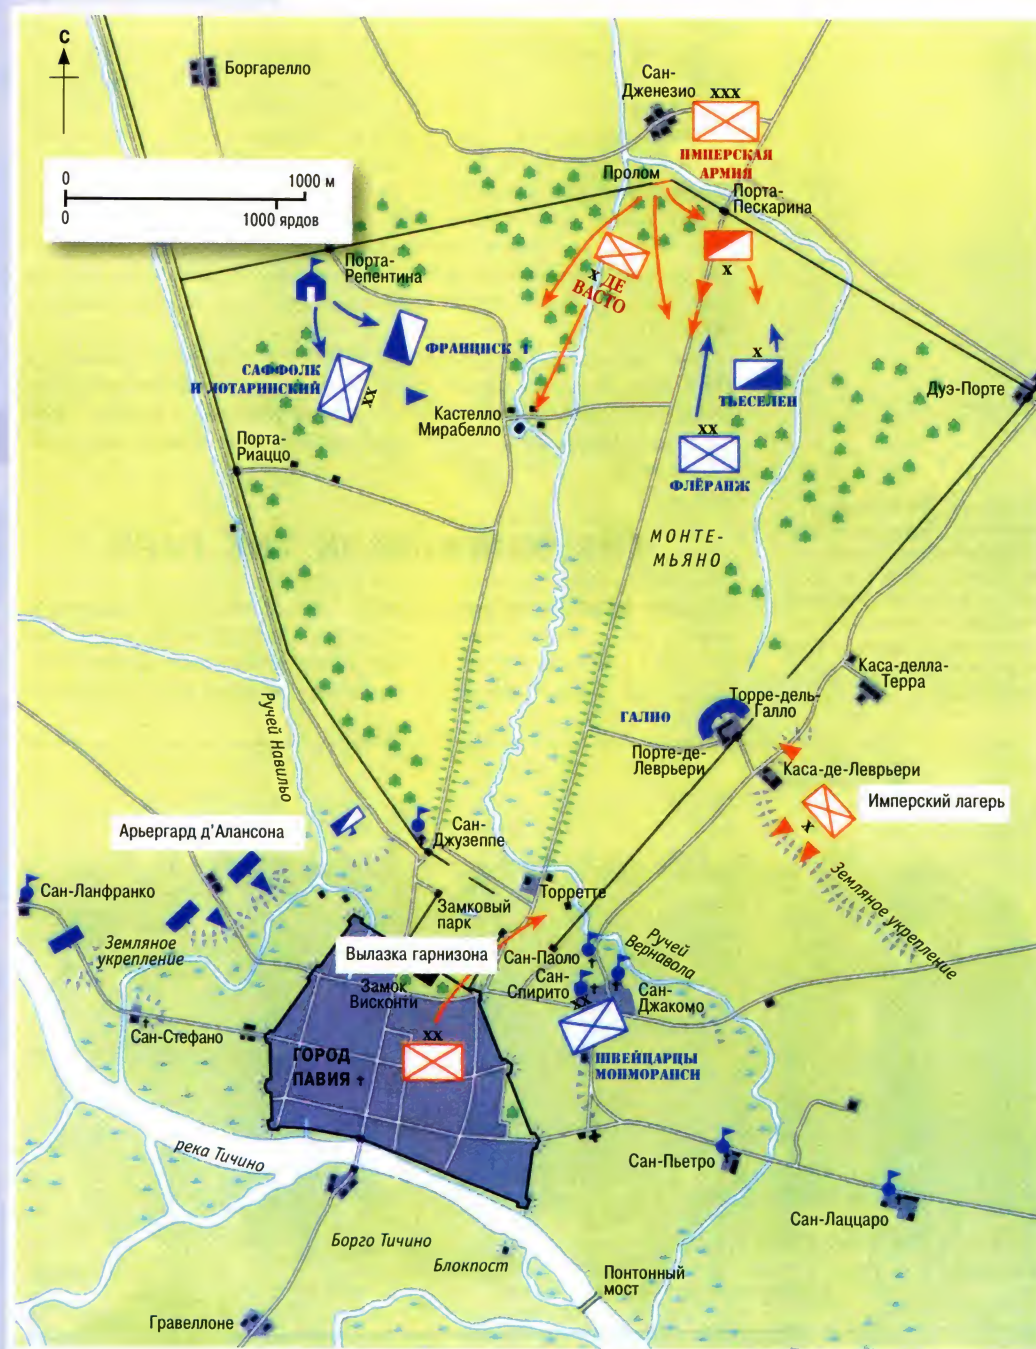 С
Боргарелло
Сан-
Дженезио
XXX
ИМПЕРСКАЯ
АРМИЯ
0 1000 м
0 1000 ярдов
Пролом
Порта-
Пескарина
Порта-
Репентина
X
ДЕ
ВАСТО
X
ФРАНЦИСК I
САФФОЛК
И ЛОТАРИНСКИЙ
XX
X
ТЬЕСЕЛЕН
Дуэ-Порте
Кастелло
Мирабелло
XX
ФЛЁРАНЖ
Порта-
Риаццо
МОНТЕ-
МЬЯНО
Каса-делла-
Терра
Ручей Навильо
ГАЛИО
Торре-дель-
Галло
Порте-де-
Леврьери
Каса-де-Леврьери
Имперский лагерь
X
Арьергард д'Алансона
Сан-
Джузеппе
Земляное укрепление
Сан-Ланфранко
Торретте
Замковый
парк
Земляное
укрепление
Вылазка гарнизона
Сан-Паоло
Ручей
Вернавола
Сан-
Спирито
Замок
Висконти
Сан-
Джакомо
XX
Сан-Стефано
XX
ШВЕЙЦАРЦЫ
МОНМОРАНСИ
ГОРОД
ПАВИЯ
река Тичино
Сан-Пьетро
Сан-Лаццаро
Борго Тичино
Блокпост
Понтонный
мост
Гравеллоне